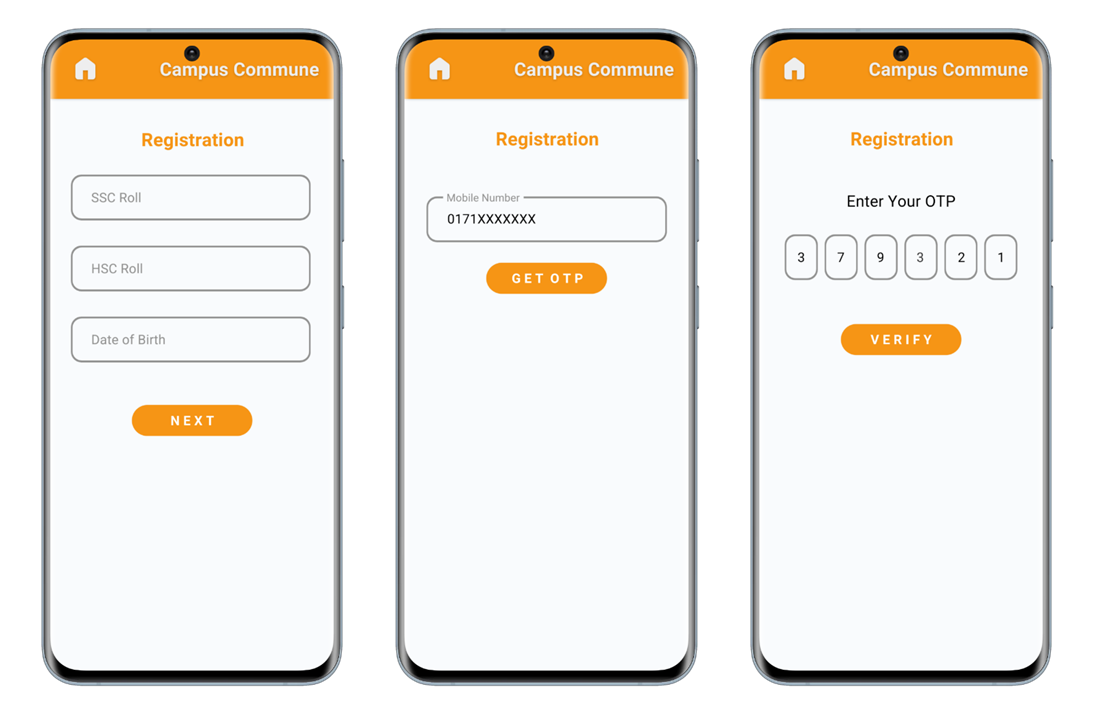 Campus Commune
Registration
SSC Roll
HSC Roll
Date of Birth
NEXT
Campus Commune
Registration
Mobile Number
0171XXXXXXX
GET OTP
Campus Commune
Registration
Enter Your OTP
3 7 9 3 2 1
VERIFY